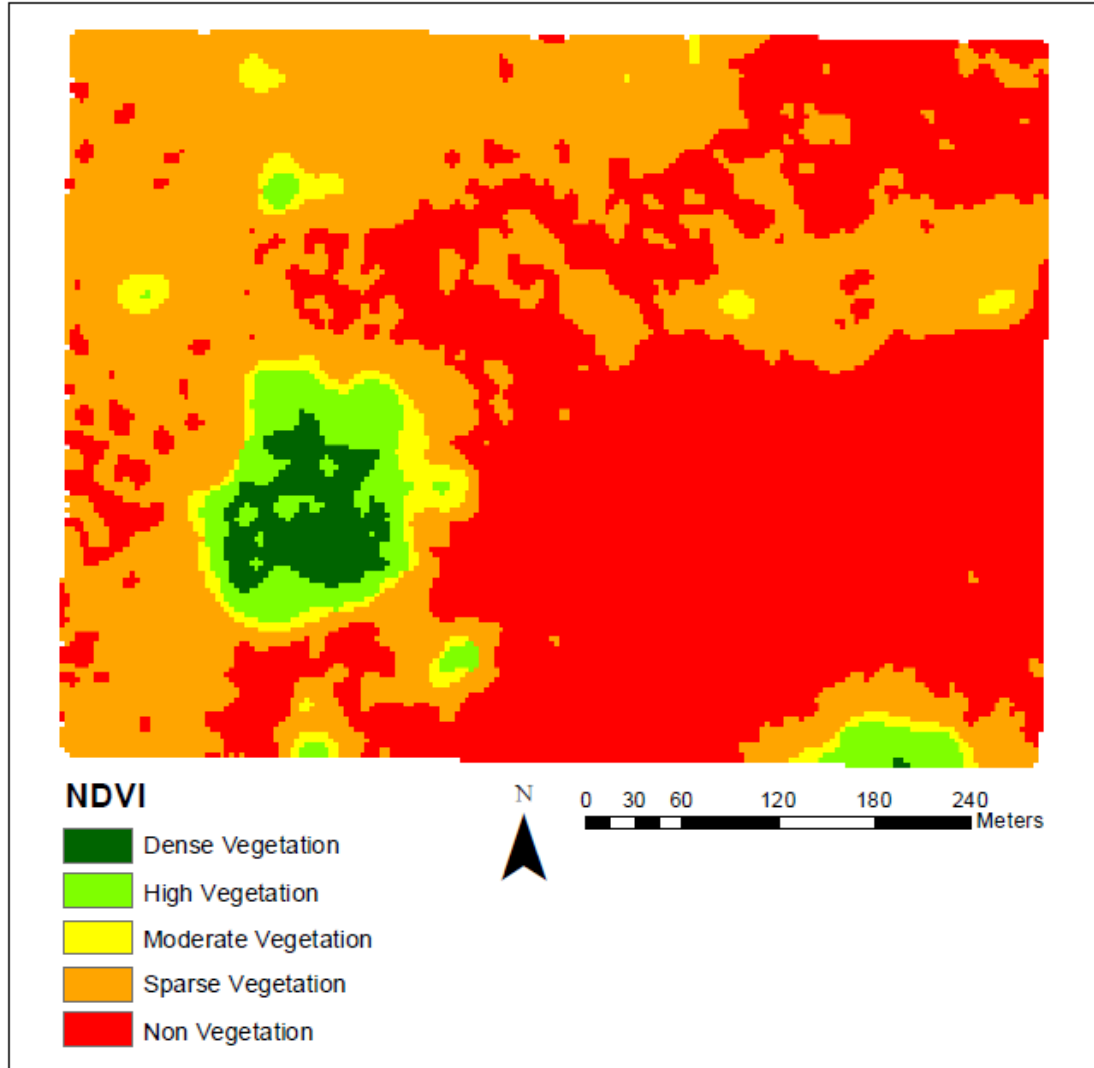 NDVI
Dense Vegetation
High Vegetation
Moderate Vegetation
Sparse Vegetation
Non Vegetation
N
0 30 60 120 180 240
Meters